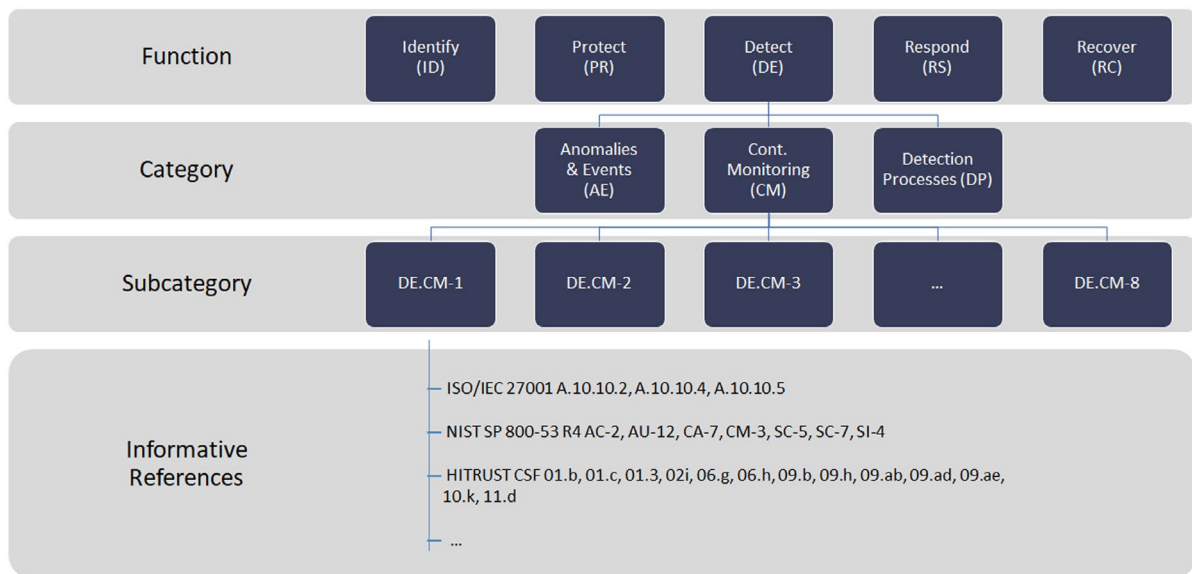 Function
Identify
(ID)
Protect
(PR)
Detect
(DE)
Respond
(RS)
Recover
(RC)
Category
Anomalies
& Events
(AE)
Cont.
Monitoring
(CM)
Detection
Processes (DP)
Subcategory
DE.CM-1
DE.CM-2
DE.CM-3
...
DE.CM-8
Informative
References
ISO/IEC 27001 A.10.10.2, A.10.10.4, A.10.10.5
NIST SP 800-53 R4 AC-2, AU-12, CA-7, CM-3, SC-5, SC-7, SI-4
HITRUST CSF 01.b, 01.c, 01.3, 02i, 06.g, 06.h, 09.b, 09.h, 09.ab, 09.ad, 09.ae,
10.k, 11.d
...